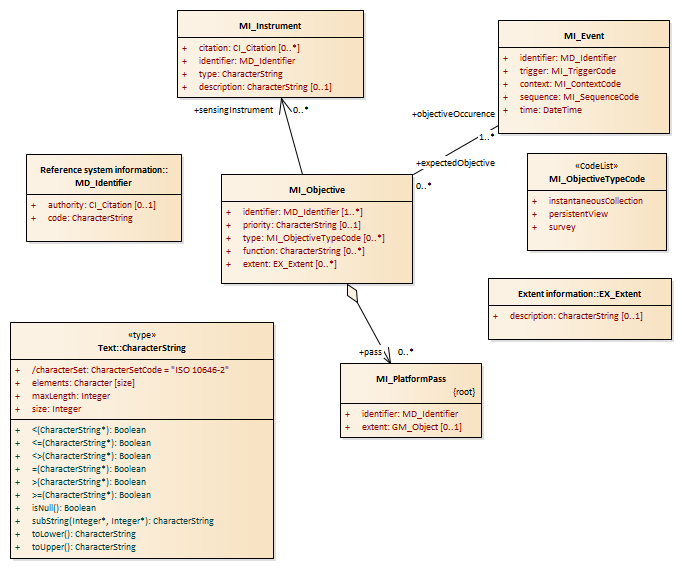 MI_Instrument
+ citation: CI_Citation [0..*]
+ identifier: MD_Identifier
+ type: CharacterString
+ description: CharacterString [0..1]
MI_Event
+ identifier: MD_Identifier
+ trigger: MI_TriggerCode
+ context: MI_ContextCode
+ sequence: MI_SequenceCode
+ time: DateTime
+sensingInstrument
0..*
+objectiveOccurence
1..*
+expectedObjective
0..*
Reference system information::
MD_Identifier
+ authority: CI_Citation [0..1]
+ code: CharacterString
MI_Objective
+ identifier: MD_Identifier [1..*]
+ priority: CharacterString [0..1]
+ type: MI_ObjectiveTypeCode [0..*]
+ function: CharacterString [0..*]
+ extent: EX_Extent [0..*]
«CodeList»
MI_ObjectiveTypeCode
+ instantaneousCollection
+ persistentView
+ survey
Extent information::EX_Extent
+ description: CharacterString [0..1]
«type»
Text::CharacterString
+ /characterSet: CharacterSetCode = "ISO 10646-2"
+ elements: Character [size]
+ maxLength: Integer
+ size: Integer
+ <(CharacterString*): Boolean
+ <=(CharacterString*): Boolean
+ <>(CharacterString*): Boolean
+ =(CharacterString*): Boolean
+ >(CharacterString*): Boolean
+ >=(CharacterString*): Boolean
+ isNull(): Boolean
+ subString(Integer*, Integer*): CharacterString
+ toLower(): CharacterString
+ toUpper(): CharacterString
+pass
0..*
MI_PlatformPass
{root}
+ identifier: MD_Identifier
+ extent: GM_Object [0..1]